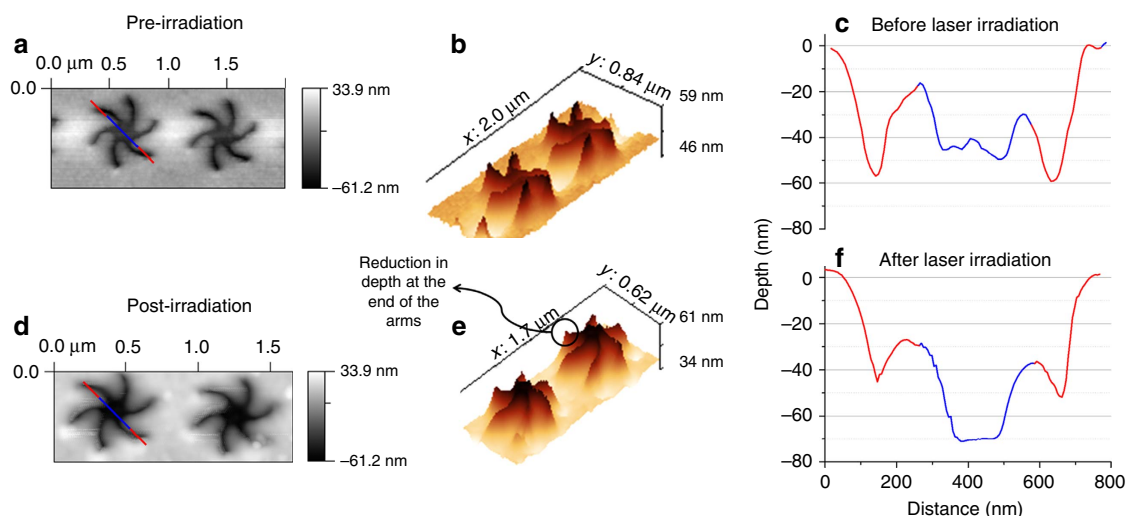 Pre-irradiation
a
0.0 μm 0.5 1.0 1.5
0.0
33.9 nm
–61.2 nm
b
x: 2.0 μm
y: 0.84 μm
59 nm
46 nm
c
Before laser irradiation
0
–20
–40
–60
–80
Post-irradiation
d
0.0 μm 0.5 1.0 1.5
0.0
33.9 nm
–61.2 nm
Reduction in
depth at the
end of the
arms
e
x: 1.7 μm
y: 0.62 μm
61 nm
34 nm
f
After laser irradiation
0
–20
–40
–60
–80
0 200 400 600 800
Distance (nm)
Depth (nm)